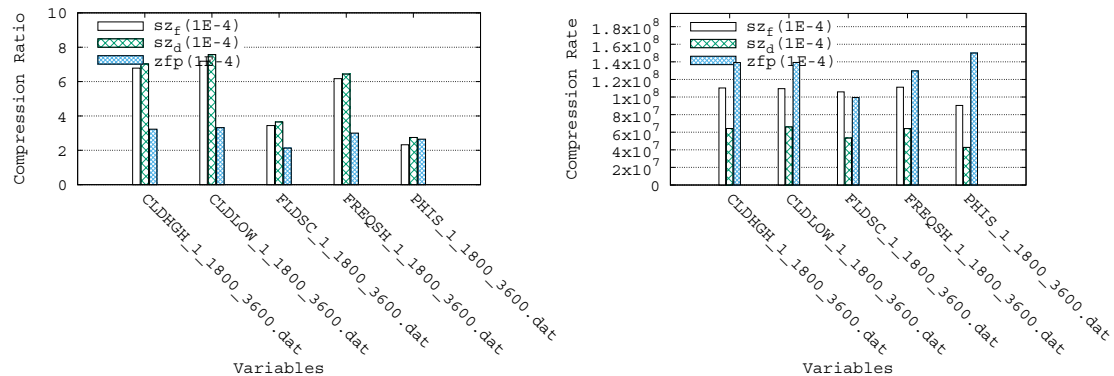 Compression Ratio
10
8
6
4
2
0
sz_f(1E-4)
sz_d(1E-4)
zfp(1E-4)
CLDHGH_1_1800_3600.dat
CLDLOW_1_1800_3600.dat
FLDSC_1_1800_3600.dat
FREQSH_1_1800_3600.dat
PHIS_1_1800_3600.dat
Variables
Compression Rate
1.8x10^8
1.6x10^8
1.4x10^8
1.2x10^8
1x10^8
8x10^7
6x10^7
4x10^7
2x10^7
0
sz_f(1E-4)
sz_d(1E-4)
zfp(1E-4)
CLDHGH_1_1800_3600.dat
CLDLOW_1_1800_3600.dat
FLDSC_1_1800_3600.dat
FREQSH_1_1800_3600.dat
PHIS_1_1800_3600.dat
Variables